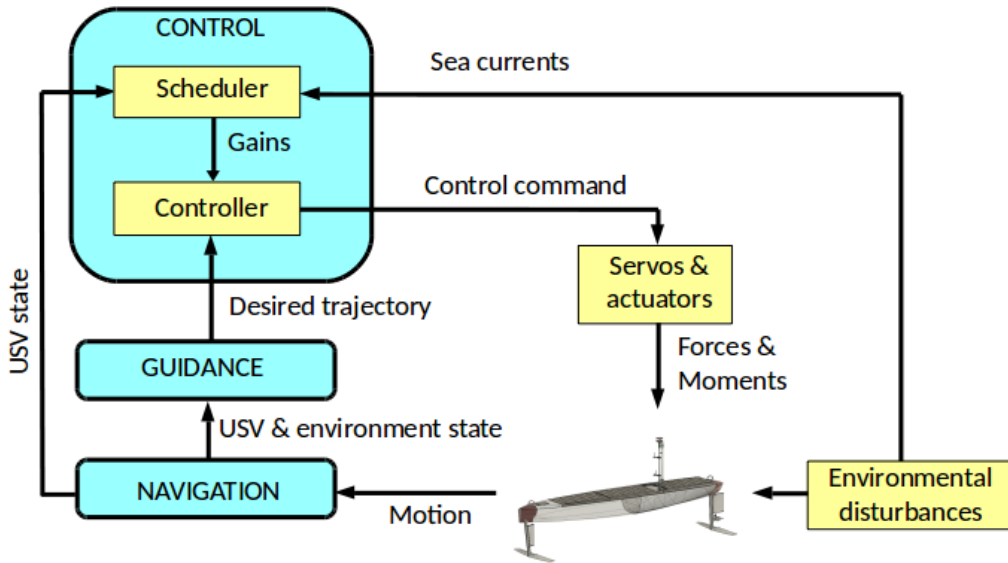 CONTROL
Sea currents
Scheduler
Gains
Control command
Controller
Servos &
actuators
USV state
Desired trajectory
Forces &
Moments
GUIDANCE
USV & environment state
NAVIGATION
Motion
Environmental
disturbances